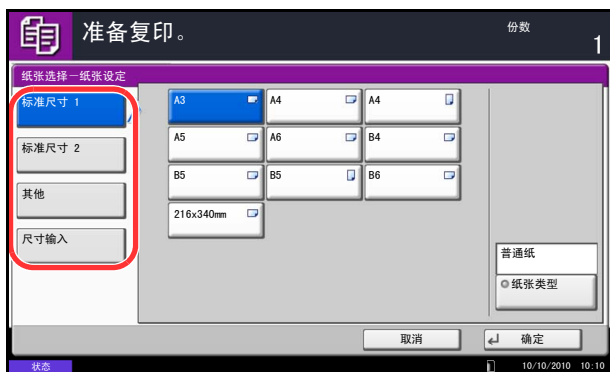 准备复印。
份数
1
纸张选择－纸张设定
标准尺寸 1
标准尺寸 2
其他
尺寸输入
A3
A4
A4
A5
A6
B4
B5
B5
B6
216x340mm
普通纸
纸张类型
取消
确定
状态
10/10/2010 10:10